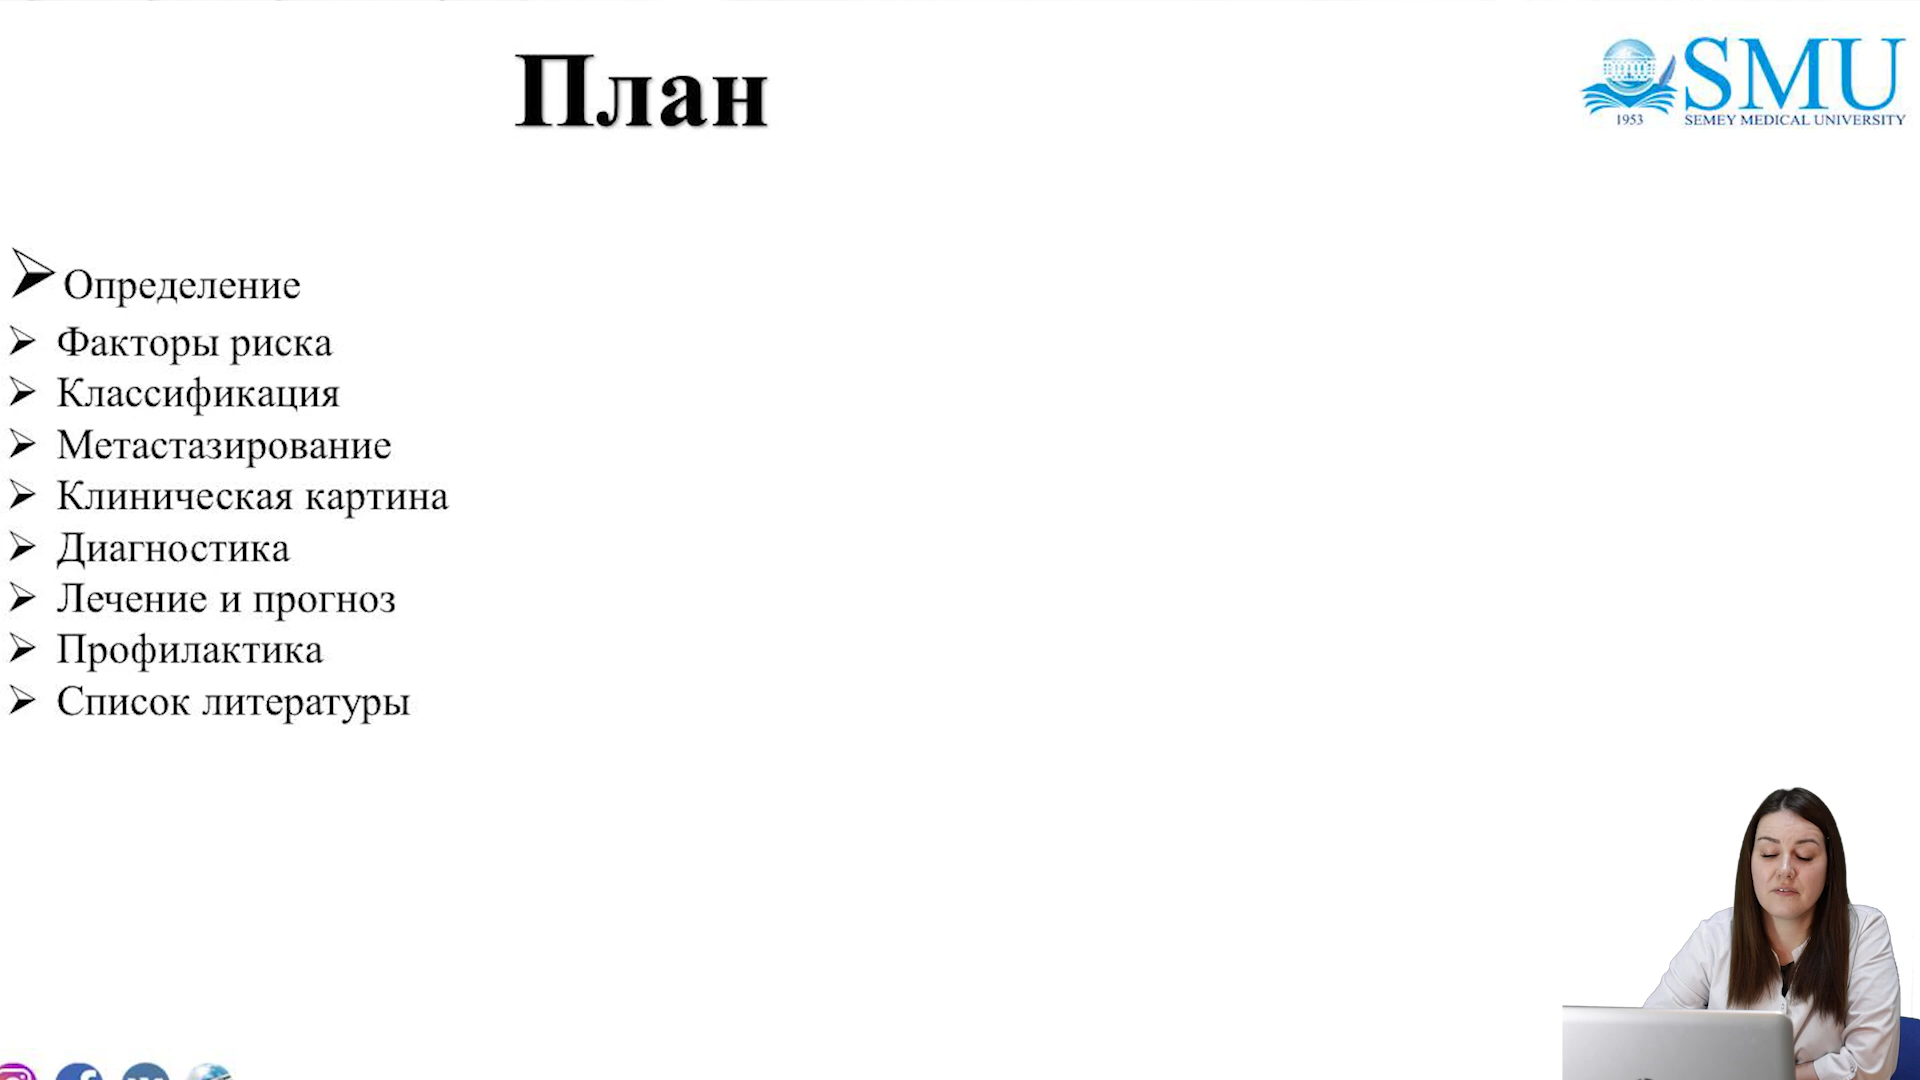 План
SMU
1953
SEMEY MEDICAL UNIVERSITY
Определение
Факторы риска
Классификация
Метастазирование
Клиническая картина
Диагностика
Лечение и прогноз
Профилактика
Список литературы